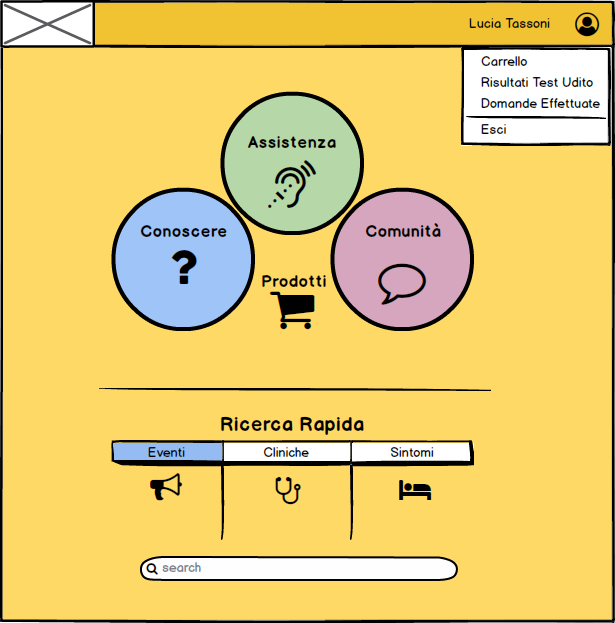 Lucia Tassoni
Carrello
Risultati Test Udito
Domande Effettuate
Esci
Assistenza
Conoscere
?
Comunità
Prodotti
Ricerca Rapida
Eventi Cliniche Sintomi
search